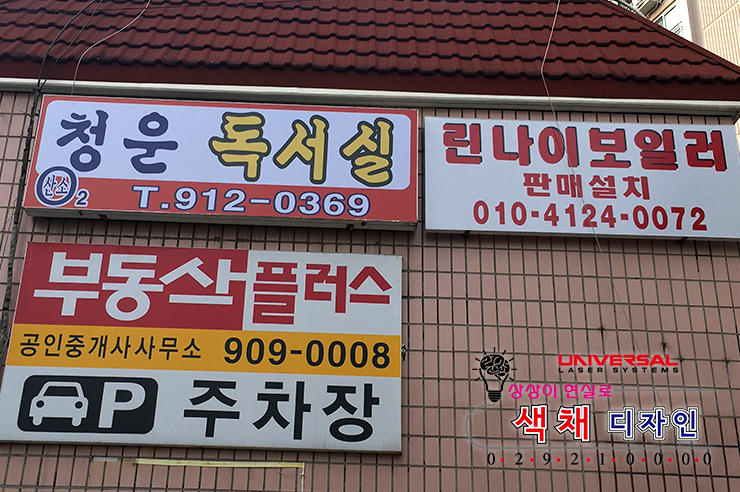 청운 독서실
산소 2
T.912-0369
린나이보일러
판매설치
010-4124-0072
부동산플러스
공인중개사사무소 909-0008
P 주차장
UNIVERSAL
LASER SYSTEMS
상상이 현실로
색채 디자인
0.2.9.2.1.0.0.0.0